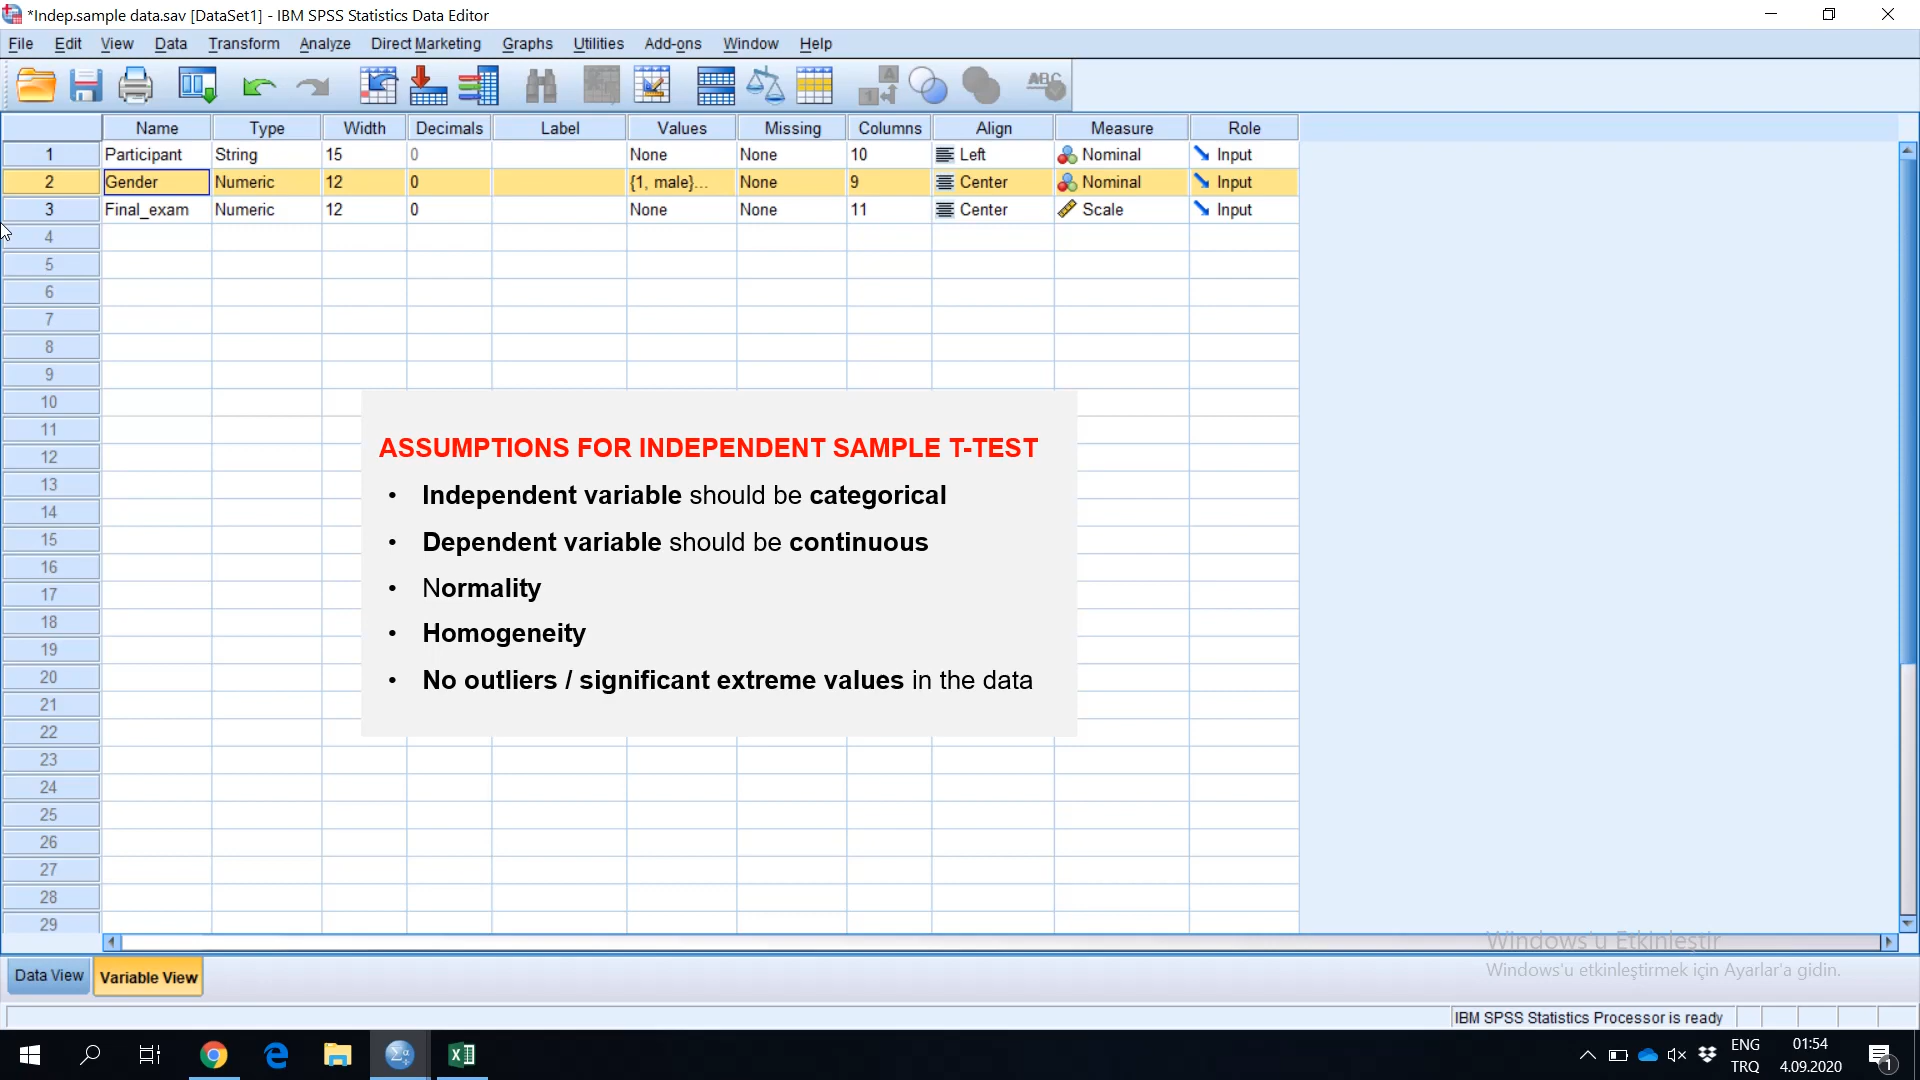 *Indep.sample data.sav [DataSet1] - IBM SPSS Statistics Data Editor
File Edit View Data Transform Analyze Direct Marketing Graphs Utilities Add-ons Window Help
Name Type Width Decimals Label Values Missing Columns Align Measure Role
1 Participant String 15 0 None None 10 Left Nominal Input
2 Gender Numeric 12 0 {1, male}... None 9 Center Nominal Input
3 Final_exam Numeric 12 0 None None 11 Center Scale Input
4
5
6
7
8
9
10
11
12
13
14
15
16
17
18
19
20
21
22
23
24
25
26
27
28
29
ASSUMPTIONS FOR INDEPENDENT SAMPLE T-TEST
• Independent variable should be categorical
• Dependent variable should be continuous
• Normality
• Homogeneity
• No outliers / significant extreme values in the data
Windows'u Etkinleştir
Windows'u etkinleştirmek için Ayarlar'a gidin.
Data View Variable View
IBM SPSS Statistics Processor is ready
ENG 01:54
TRQ 4.09.2020 1